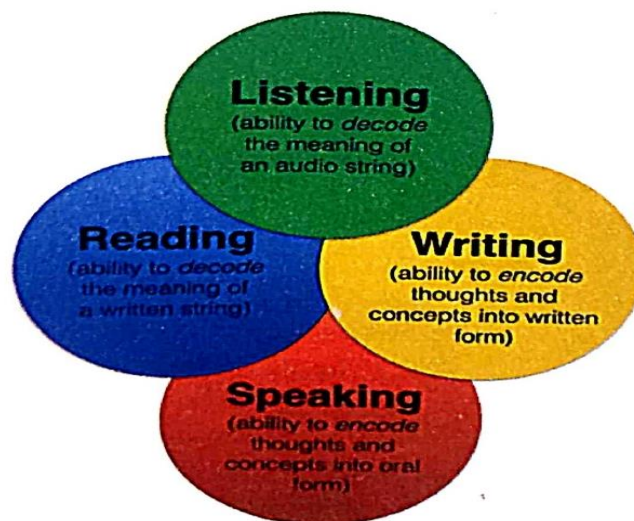 Listening
(ability to decode
the meaning of
an audio string)
Reading
(ability to decode
the meaning of
a written string)
Writing
(ability to encode
thoughts and
concepts into written
form)
Speaking
(ability to encode
thoughts and
concepts into oral
form)